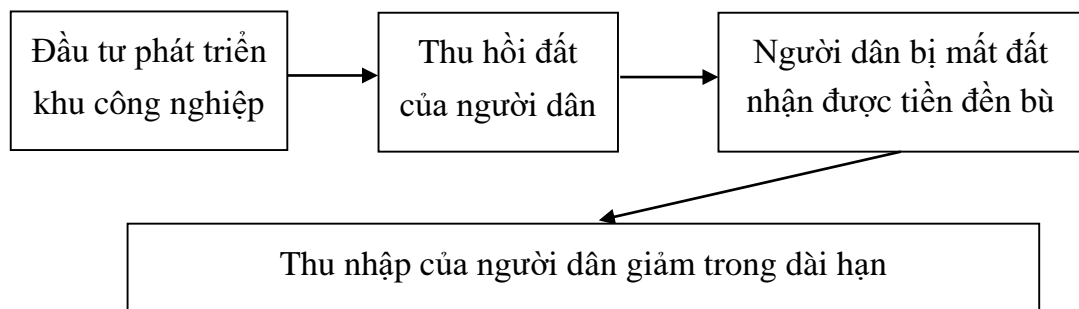 Đầu tư phát triển
khu công nghiệp
Thu hồi đất
của người dân
Người dân bị mất đất
nhận được tiền đền bù
Thu nhập của người dân giảm trong dài hạn